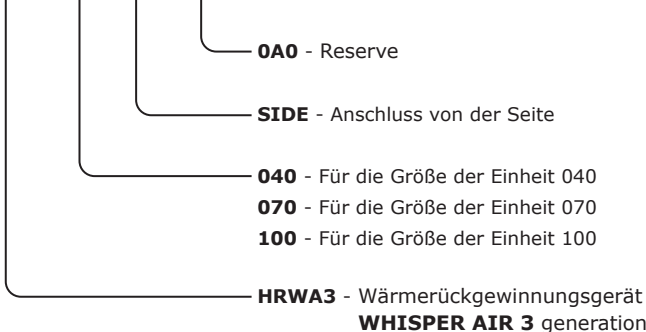 0A0 - Reserve
SIDE - Anschluss von der Seite
040 - Für die Größe der Einheit 040
070 - Für die Größe der Einheit 070
100 - Für die Größe der Einheit 100
HRWA3 - Wärmerückgewinnungsgerät
WHISPER AIR 3 generation